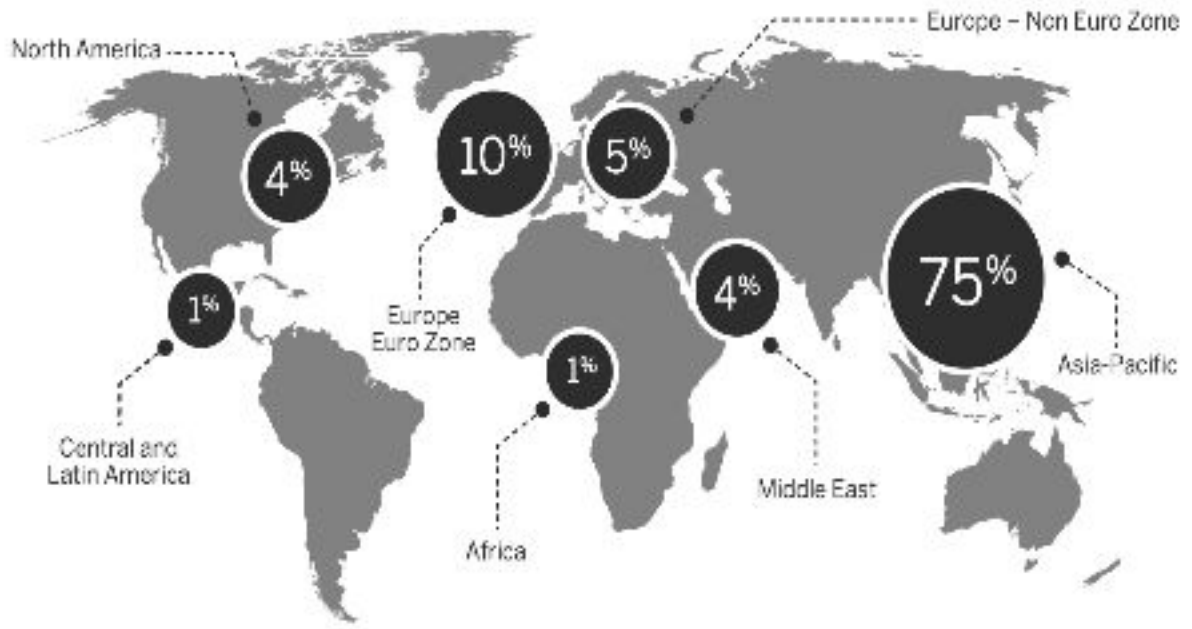 Europe – Non Euro Zone
North America
10%
5%
4%
75%
4%
1%
Europe
Euro Zone
1%
Asia-Pacific
Central and
Latin America
Middle East
Africa